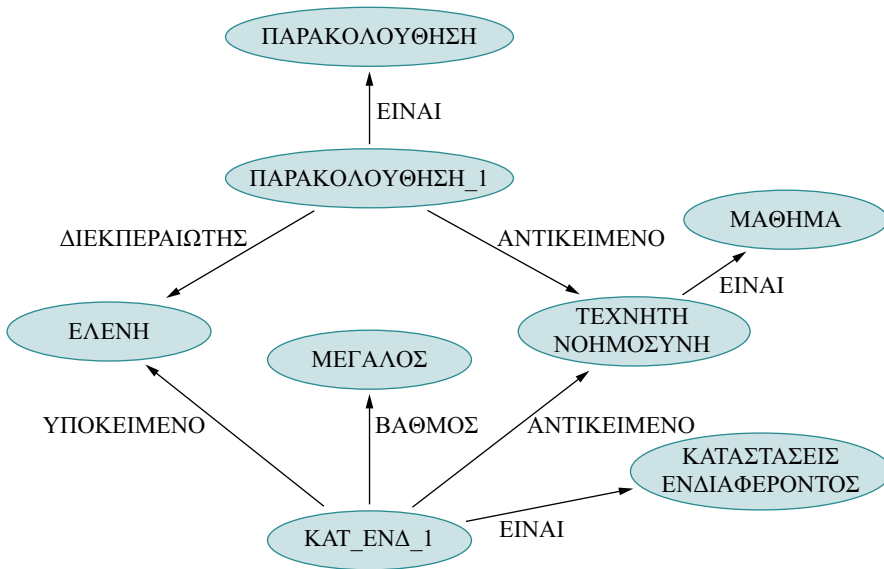 ΠΑΡΑΚΟΛΟΥΘΗΣΗ
ΕΙΝΑΙ
ΠΑΡΑΚΟΛΟΥΘΗΣΗ_1
ΔΙΕΚΠΕΡΑΙΩΤΗΣ
ΑΝΤΙΚΕΙΜΕΝΟ
ΜΑΘΗΜΑ
ΕΙΝΑΙ
ΕΛΕΝΗ
ΜΕΓΑΛΟΣ
ΤΕΧΝΗΤΗ
ΝΟΗΜΟΣΥΝΗ
ΥΠΟΚΕΙΜΕΝΟ
ΒΑΘΜΟΣ
ΑΝΤΙΚΕΙΜΕΝΟ
ΚΑΤΑΣΤΑΣΕΙΣ
ΕΝΔΙΑΦΕΡΟΝΤΟΣ
ΚΑΤ_ΕΝΔ_1
ΕΙΝΑΙ